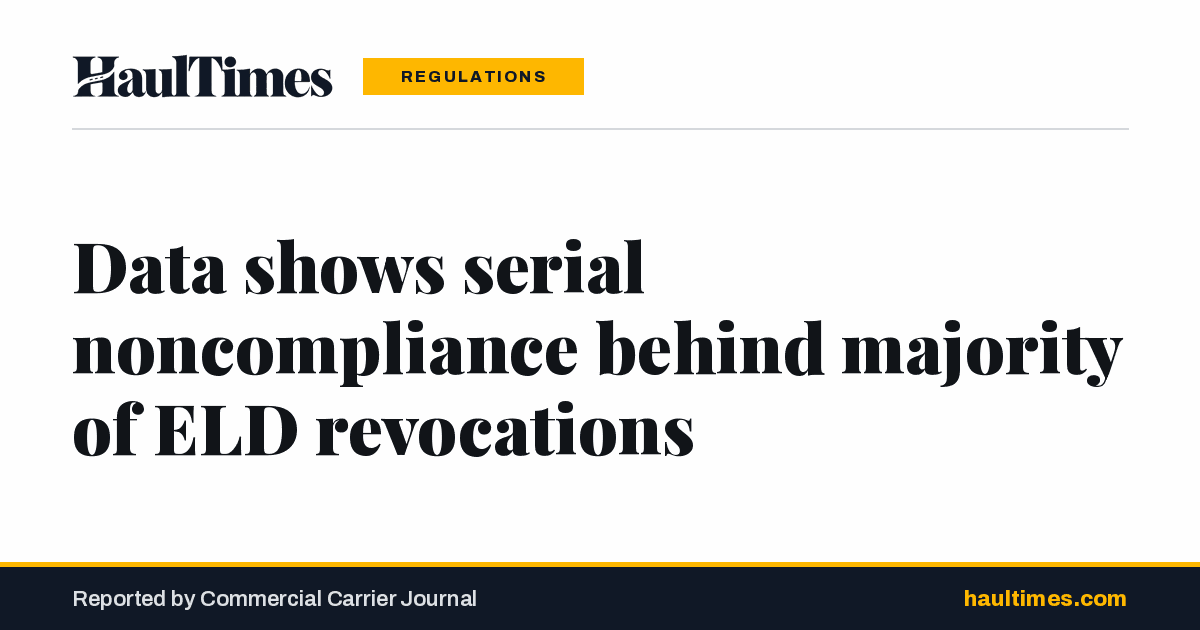 HaulTimes
REGULATIONS
Data shows serial
noncompliance behind majority
of ELD revocations
Reported by Commercial Carrier Journal
haultimes.com